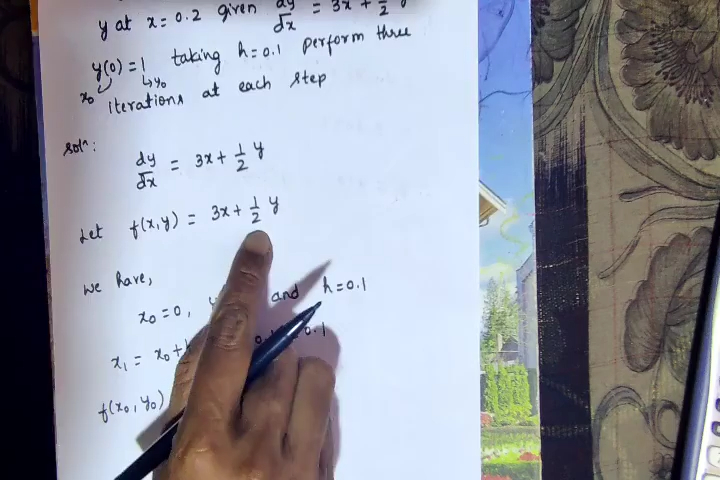 y at x = 0.2 given dy/dx = 3x + 1/2 y
y(0) = 1 taking h = 0.1 perform three
x₀ ↳y₀
iterations at each step
Solⁿ:
dy/dx = 3x + 1/2 y
Let f(x,y) = 3x + 1/2 y
We have,
x₀ = 0, and h = 0.1
x₁ = x₀ + 0.1
f(x₀, y₀)